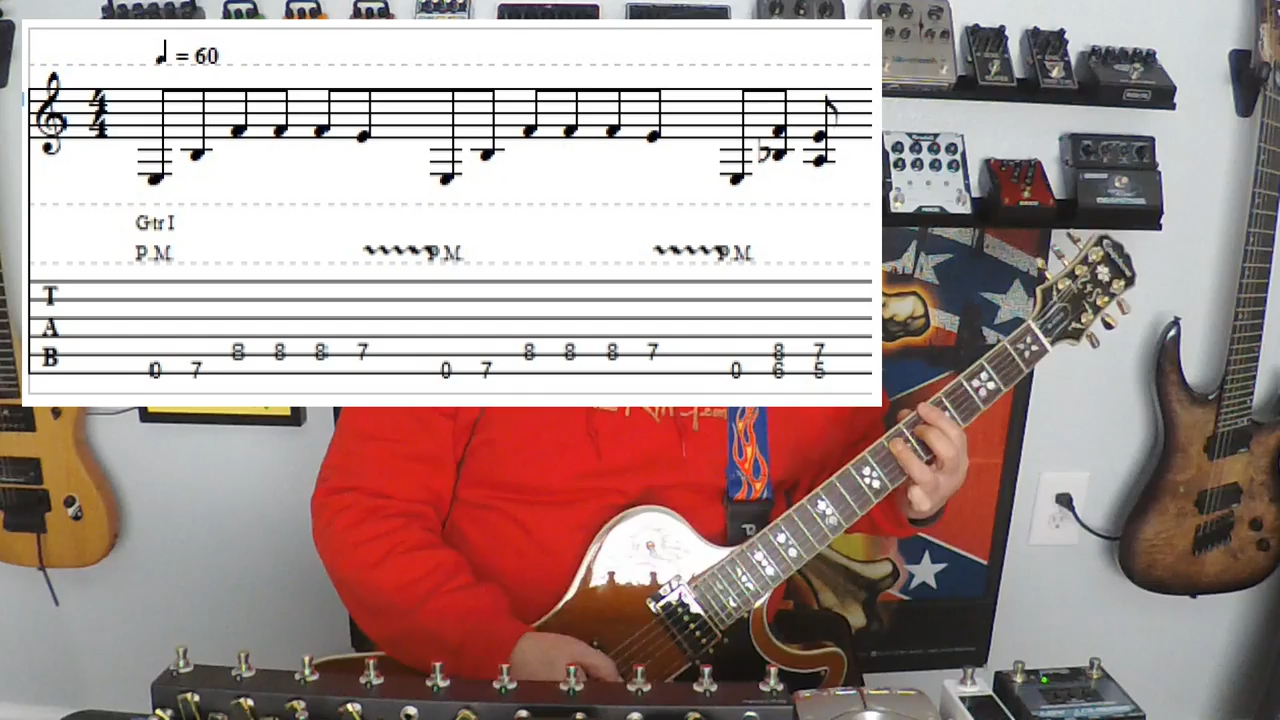 ♩ = 60
4
4
Gtr I
P.M. P.M. P.M.
T
A
B
8 8 8 7 8 8 8 7 8 7
0 7 0 7 0 6 5